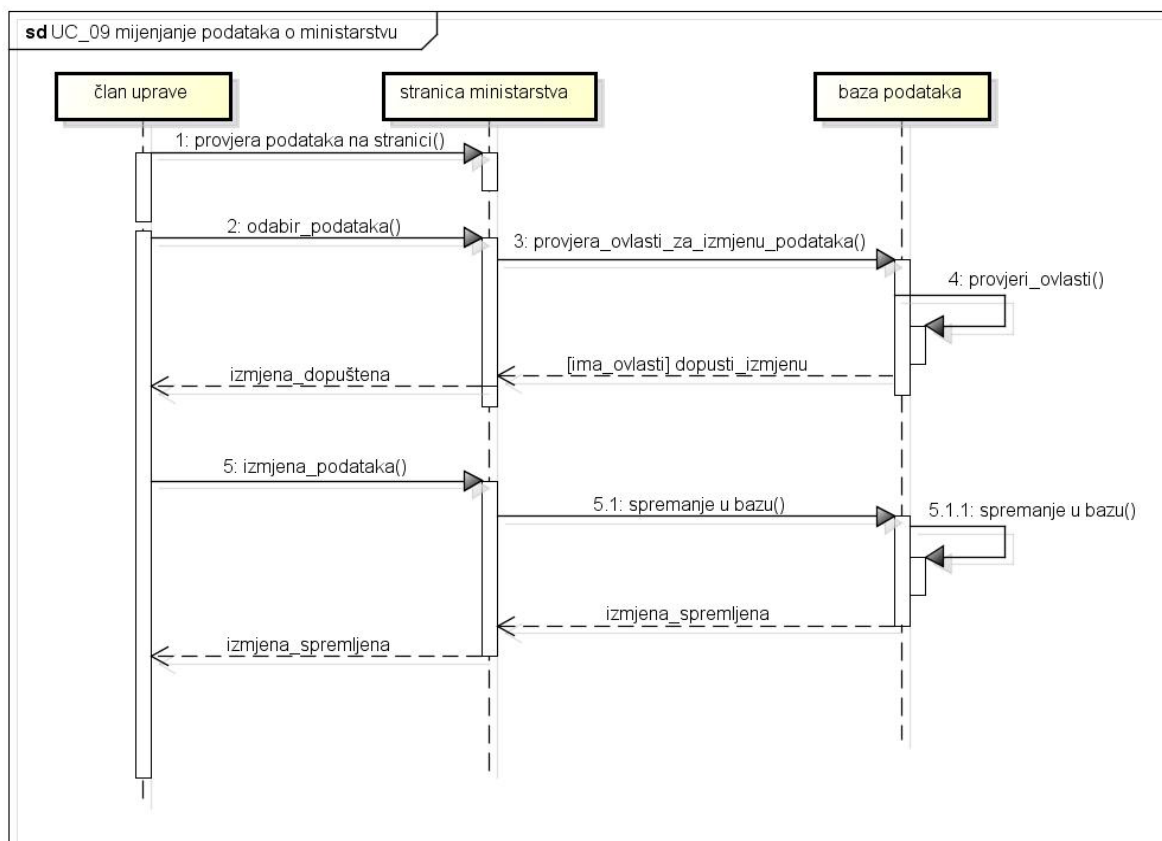 sd UC_09 mijenjanje podataka o ministarstvu
član uprave
stranica ministarstva
baza podataka
1: provjera podataka na stranici()
2: odabir_podataka()
3: provjera_ovlasti_za_izmjenu_podataka()
4: provjeri_ovlasti()
[ima_ovlasti] dopusti_izmjenu
izmjena_dopuštena
5: izmjena_podataka()
5.1: spremanje u bazu()
5.1.1: spremanje u bazu()
izmjena_spremljena
izmjena_spremljena